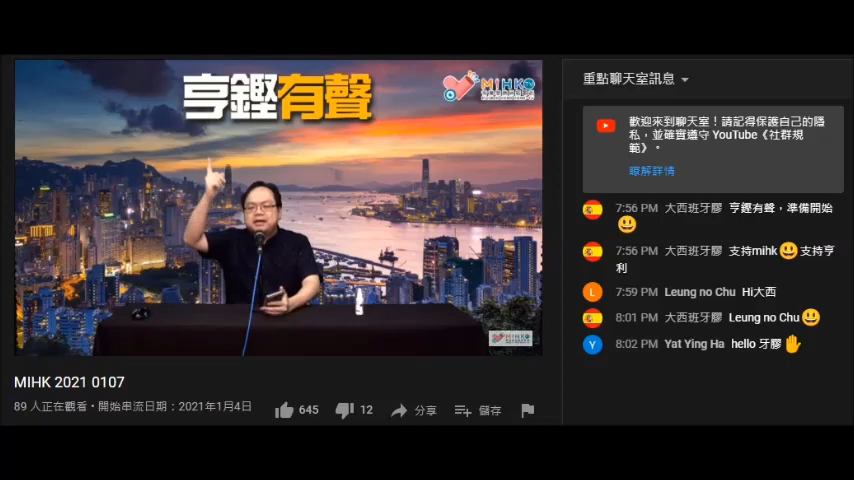 亨鏗有聲
MIHK
MIHK
MIHK 2021 0107
89 人正在觀看 • 開始串流日期：2021年1月4日
645
12
分享
儲存
重點聊天室訊息
歡迎來到聊天室！請記得保護自己的隱
私，並確實遵守 YouTube《社群規
範》。
瞭解詳情
7:56 PM 大西班牙膠 亨鏗有聲，準備開始
😃
7:56 PM 大西班牙膠 支持mihk😃支持亨
利
L 7:59 PM Leung no Chu Hi大西
8:01 PM 大西班牙膠 Leung no Chu😃
Y 8:02 PM Yat Ying Ha hello 牙膠✋